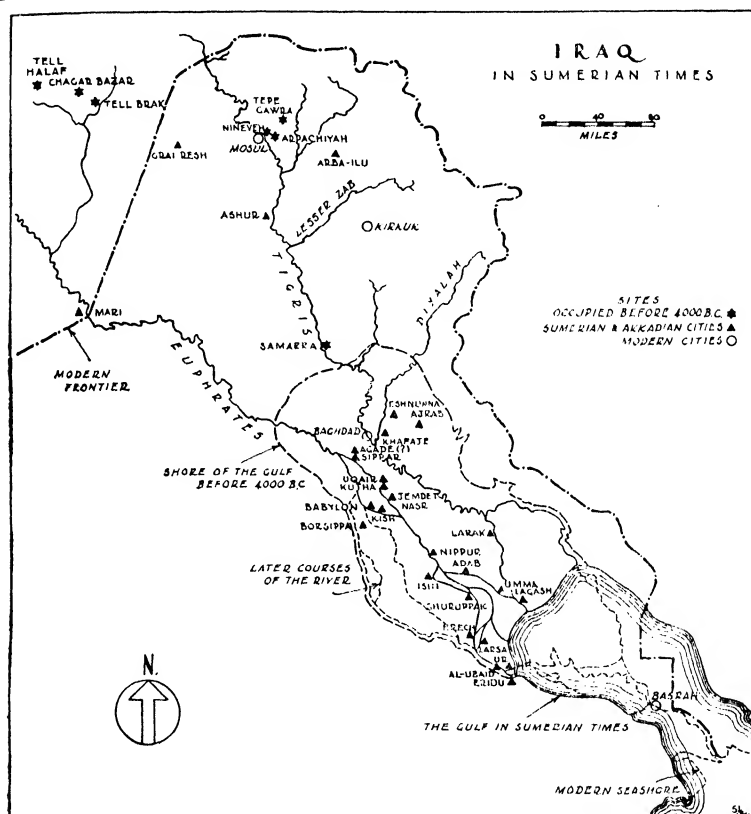 IRAQ
IN SUMERIAN TIMES
0 40 80
MILES
TELL
HALAF
CHAGAR BAZAR
TELL BRAK
TEPE
GAWRA
NINEVEH
ARPACHIYAH
MOSUL
GRAI RESH
ARBA-ILU
ASHUR
LESSER ZAB
KIRKUK
TIGRIS
DIYALAH
SITES
OCCUPIED BEFORE 4000 B.C.
SUMERIAN & AKKADIAN CITIES
MODERN CITIES
MARI
SAMARRA
MODERN
FRONTIER
EUPHRATES
ESHNUNNA
AJRAB
BAGHDAD
KHAFAJE
AGADE (?)
SIPPAR
SHORE OF THE GULF
BEFORE 4000 B.C
UQAIR
KUTHA
JEMDET
NASR
BABYLON
KISH
BORSIPPA
LARAK
NIPPUR
ADAB
LATER COURSES
OF THE RIVER
ISIN
UMMA
LAGASH
SHURUPPAK
ERECH
LARSA
UR
AL-UBAID
ERIDU
N.
BASRAH
THE GULF IN SUMERIAN TIMES
MODERN SEASHORE